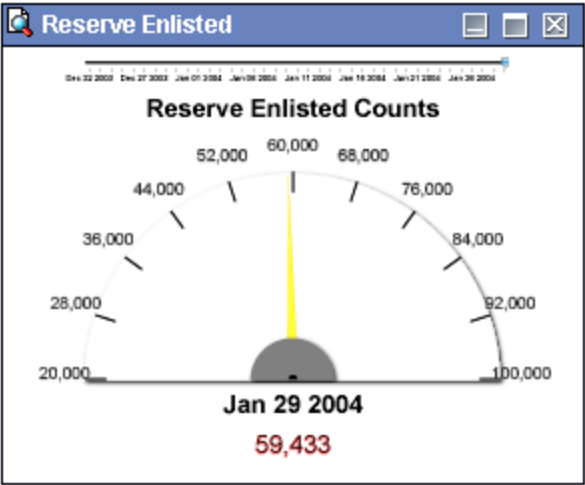 Reserve Enlisted
Dec 22 2003 Dec 27 2003 Jan 01 2004 Jan 06 2004 Jan 11 2004 Jan 16 2004 Jan 21 2004 Jan 26 2004
Reserve Enlisted Counts
60,000
52,000 68,000
44,000 76,000
36,000 84,000
28,000 92,000
20,000 100,000
Jan 29 2004
59,433